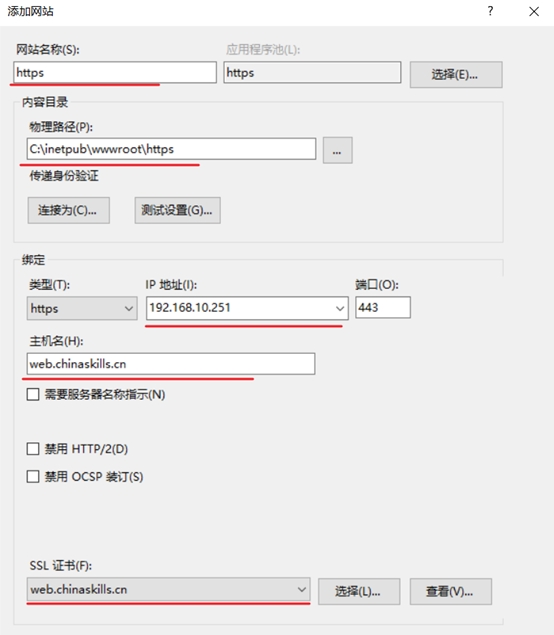 添加网站
? ×
网站名称(S): 应用程序池(L):
https https 选择(E)...
内容目录
物理路径(P):
C:\inetpub\wwwroot\https ...
传递身份验证
连接为(C)... 测试设置(G)...
绑定
类型(T): IP 地址(I): 端口(O):
https 192.168.10.251 443
主机名(H):
web.chinaskills.cn
需要服务器名称指示(N)
禁用 HTTP/2(D)
禁用 OCSP 装订(S)
SSL 证书(F):
web.chinaskills.cn 选择(L)... 查看(V)...